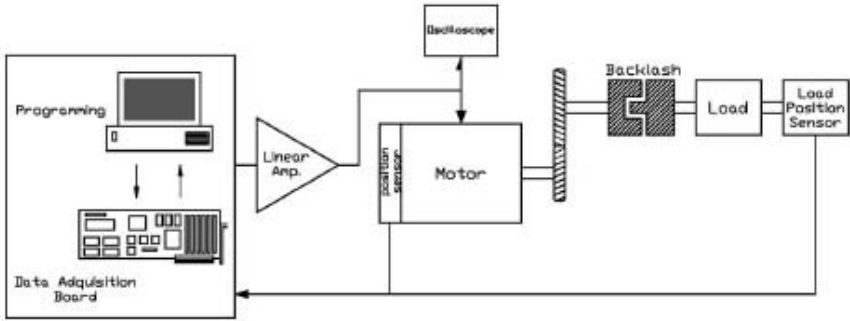 Oscilloscope
Programming
Linear
Amp.
position
sensor
Motor
Backlash
Load
Load
Position
Sensor
Data Adquisition
Board